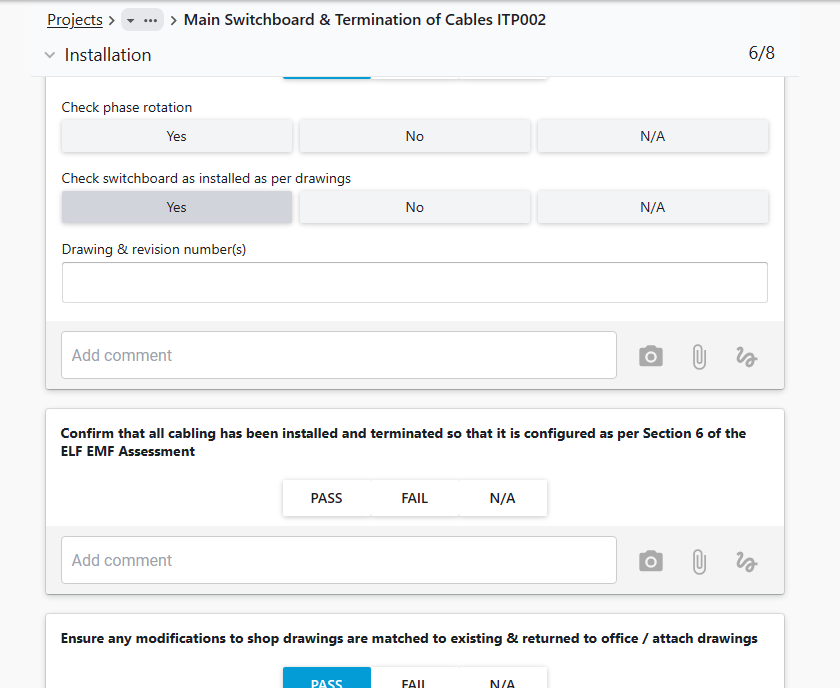 Projects > ... > Main Switchboard & Termination of Cables ITP002
Installation 6/8
Check phase rotation
Yes No N/A
Check switchboard as installed as per drawings
Yes No N/A
Drawing & revision number(s)
Add comment
Confirm that all cabling has been installed and terminated so that it is configured as per Section 6 of the
ELF EMF Assessment
PASS FAIL N/A
Add comment
Ensure any modifications to shop drawings are matched to existing & returned to office / attach drawings
PASS FAIL N/A